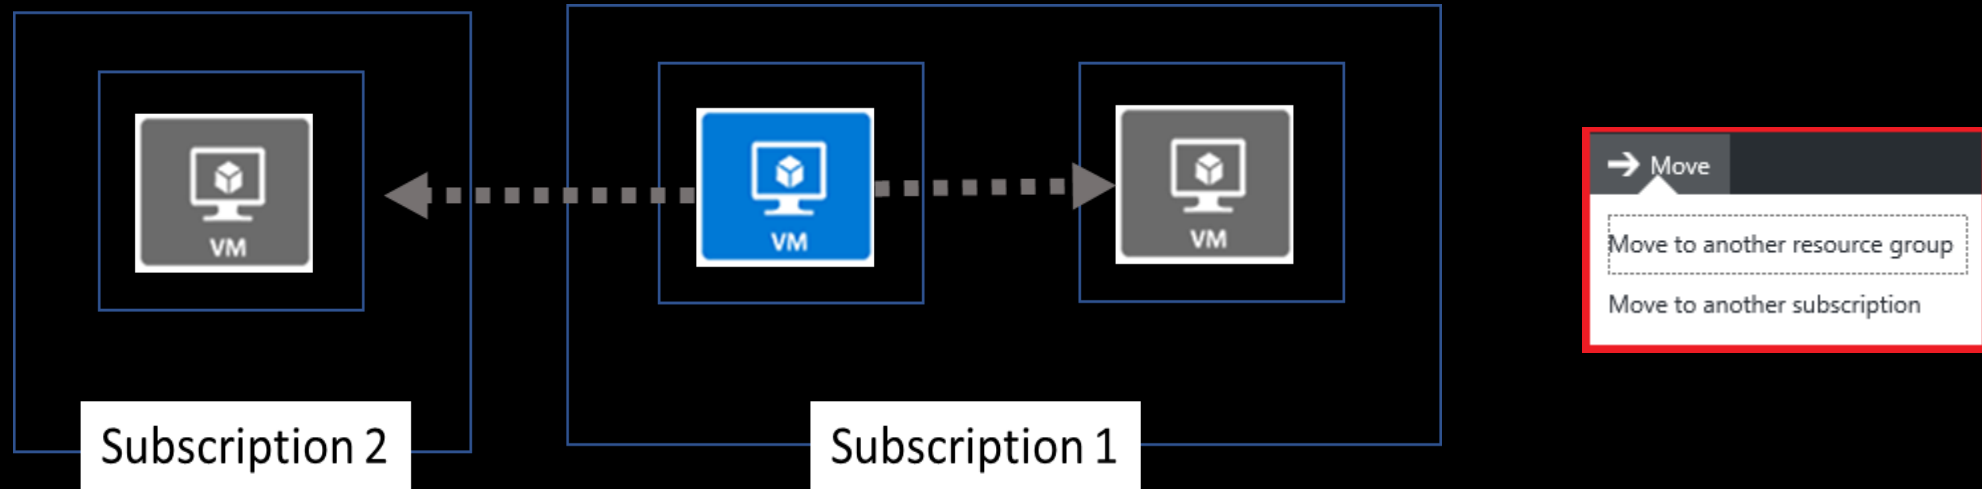 VM
Subscription 2
VM
VM
Subscription 1
Move
Move to another resource group
Move to another subscription